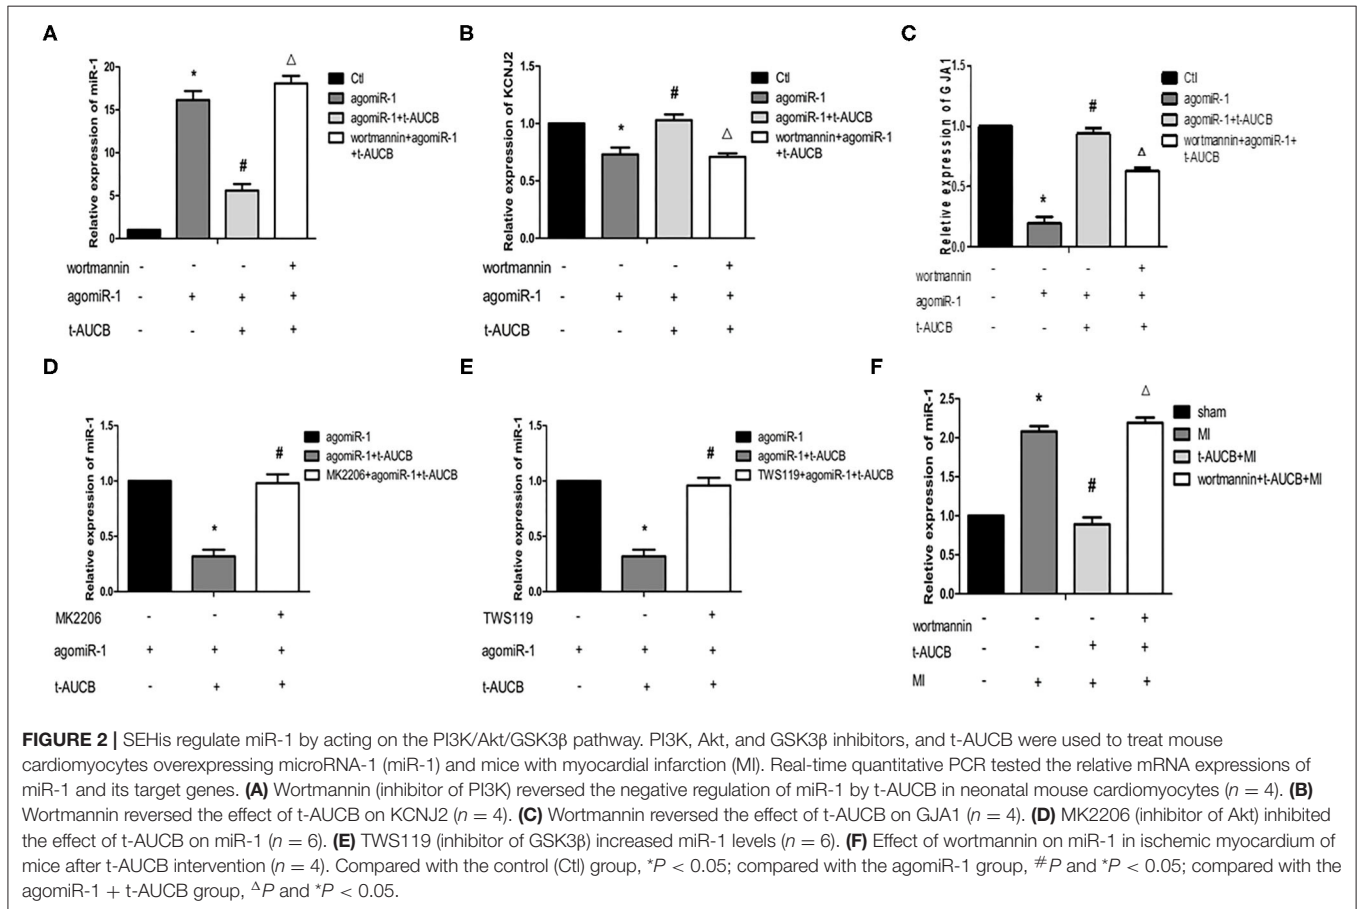 A
Relative expression of miR-1
20
15
10
5
0
*
#
Δ
Ctl
agomiR-1
agomiR-1+t-AUCB
wortmannin+agomiR-1
+t-AUCB
wortmannin - - - +
agomiR-1 - + + +
t-AUCB - - + +
B
Relative expression of KCNJ2
1.5
1.0
0.5
0.0
*
#
Δ
Ctl
agomiR-1
agomiR-1+t-AUCB
wortmannin+agomiR-1
+t-AUCB
wortmannin - - - +
agomiR-1 - + + +
t-AUCB - - + +
C
Reletive expression of GJA1
1.5
1.0
0.5
0.0
*
#
Δ
Ctl
agomiR-1
agomiR-1+t-AUCB
wortmannin+agomiR-1+
t-AUCB
wortmannin - - - +
agomiR-1 - + + +
t-AUCB - - + +
D
Relative expression of miR-1
1.5
1.0
0.5
0.0
*
#
agomiR-1
agomiR-1+t-AUCB
MK2206+agomiR-1+t-AUCB
MK2206 - - +
agomiR-1 + + +
t-AUCB - + +
E
Relative expression of miR-1
1.5
1.0
0.5
0.0
*
#
agomiR-1
agomiR-1+t-AUCB
TWS119+agomiR-1+t-AUCB
TWS119 - - +
agomiR-1 + + +
t-AUCB - + +
F
Reletive expression of miR-1
2.5
2.0
1.5
1.0
0.5
0.0
*
#
Δ
sham
MI
t-AUCB+MI
wortmannin+t-AUCB+MI
wortmannin - - - +
t-AUCB - - + +
MI - + + +
FIGURE 2 | SEHis regulate miR-1 by acting on the PI3K/Akt/GSK3β pathway. PI3K, Akt, and GSK3β inhibitors, and t-AUCB were used to treat mouse
cardiomyocytes overexpressing microRNA-1 (miR-1) and mice with myocardial infarction (MI). Real-time quantitative PCR tested the relative mRNA expressions of
miR-1 and its target genes. (A) Wortmannin (inhibitor of PI3K) reversed the negative regulation of miR-1 by t-AUCB in neonatal mouse cardiomyocytes (n = 4). (B)
Wortmannin reversed the effect of t-AUCB on KCNJ2 (n = 4). (C) Wortmannin reversed the effect of t-AUCB on GJA1 (n = 4). (D) MK2206 (inhibitor of Akt) inhibited
the effect of t-AUCB on miR-1 (n = 6). (E) TWS119 (inhibitor of GSK3β) increased miR-1 levels (n = 6). (F) Effect of wortmannin on miR-1 in ischemic myocardium of
mice after t-AUCB intervention (n = 4). Compared with the control (Ctl) group, *P < 0.05; compared with the agomiR-1 group, #P and *P < 0.05; compared with the
agomiR-1 + t-AUCB group, ΔP and *P < 0.05.